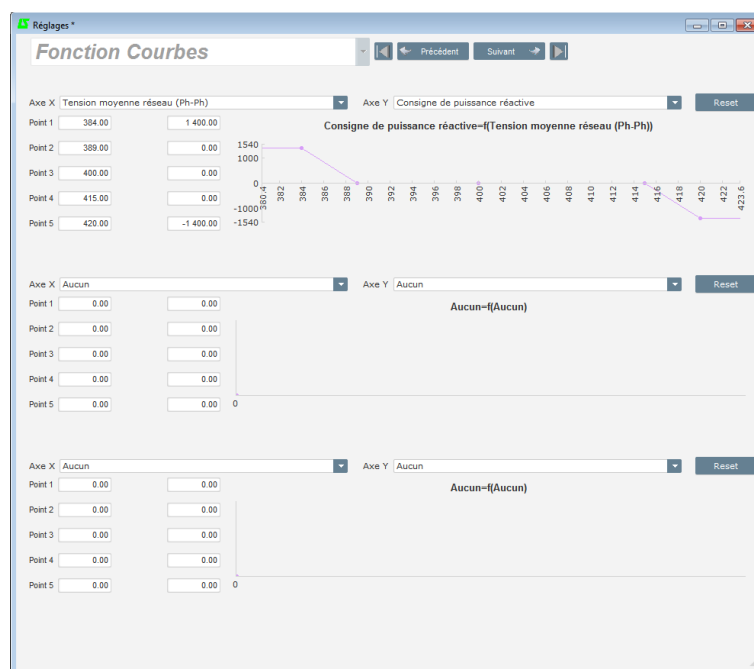 Réglages *
Fonction Courbes
Précédent
Suivant
Axe X Tension moyenne réseau (Ph-Ph) Axe Y Consigne de puissance réactive Reset
Point 1 384.00 1 400.00
Point 2 389.00 0.00
Point 3 400.00 0.00
Point 4 415.00 0.00
Point 5 420.00 -1 400.00
Consigne de puissance réactive=f(Tension moyenne réseau (Ph-Ph))
1540
1000
0
-1000
-1540
380.4 382 384 386 388 390 392 394 396 398 400 402 404 406 408 410 412 414 416 418 420 422 423.6
Axe X Aucun Axe Y Aucun Reset
Point 1 0.00 0.00
Point 2 0.00 0.00
Point 3 0.00 0.00
Point 4 0.00 0.00
Point 5 0.00 0.00
Aucun=f(Aucun)
0
Axe X Aucun Axe Y Aucun Reset
Point 1 0.00 0.00
Point 2 0.00 0.00
Point 3 0.00 0.00
Point 4 0.00 0.00
Point 5 0.00 0.00
Aucun=f(Aucun)
0